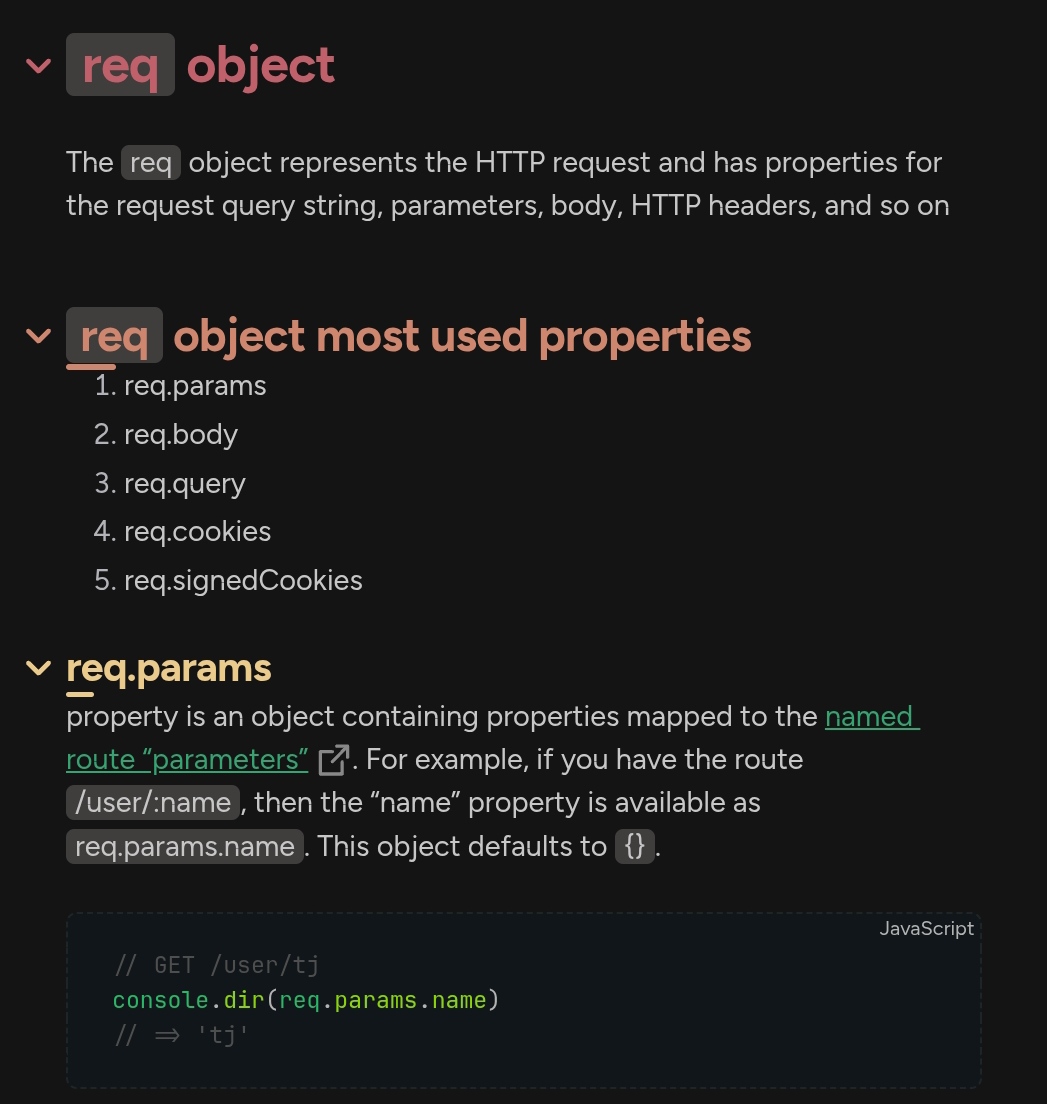 req object
The req object represents the HTTP request and has properties for
the request query string, parameters, body, HTTP headers, and so on
req object most used properties
1. req.params
2. req.body
3. req.query
4. req.cookies
5. req.signedCookies
req.params
property is an object containing properties mapped to the named
route “parameters” . For example, if you have the route
/user/:name , then the “name” property is available as
req.params.name . This object defaults to {} .
JavaScript
// GET /user/tj
console.dir(req.params.name)
// => 'tj'